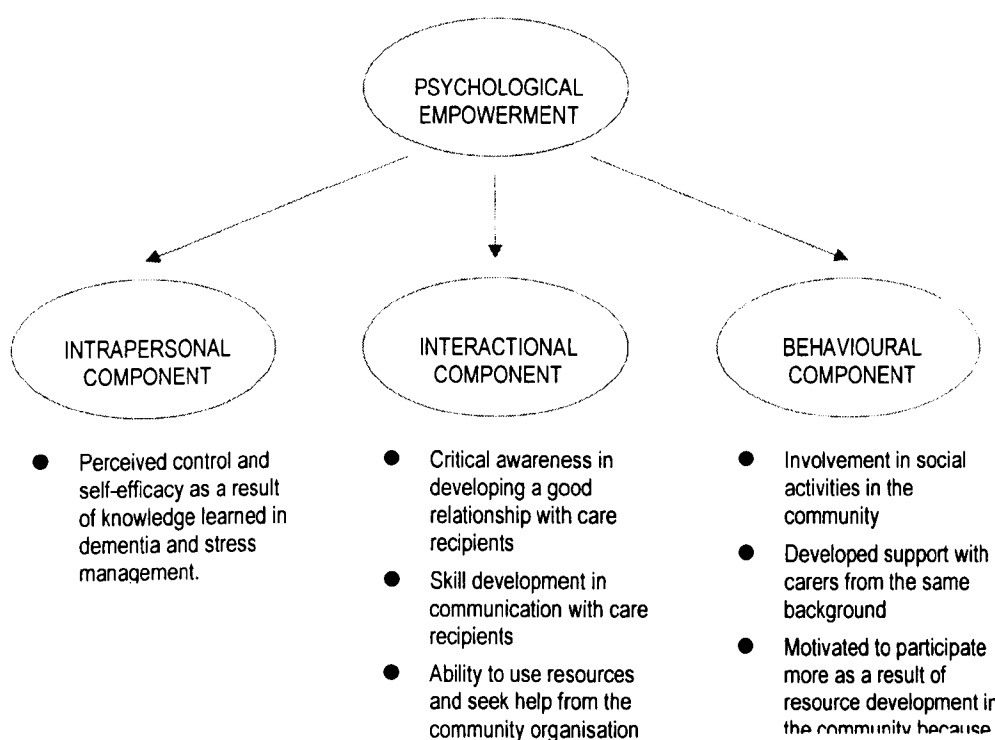 PSYCHOLOGICAL
EMPOWERMENT
INTRAPERSONAL
COMPONENT
● Perceived control and
self-efficacy as a result
of knowledge learned in
dementia and stress
management.
INTERACTIONAL
COMPONENT
● Critical awareness in
developing a good
relationship with care
recipients
● Skill development in
communication with care
recipients
● Ability to use resources
and seek help from the
community organisation
BEHAVIOURAL
COMPONENT
● Involvement in social
activities in the
community
● Developed support with
carers from the same
background
● Motivated to participate
more as a result of
resource development in
the community because